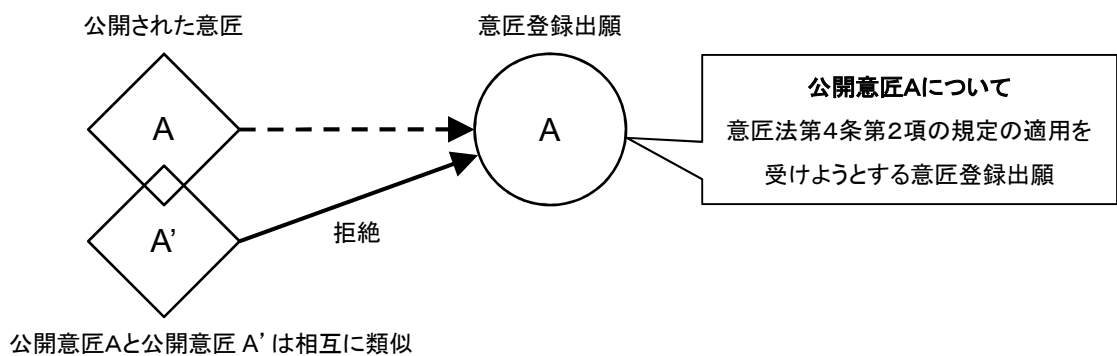 公開された意匠
意匠登録出願
A
A'
A
公開意匠Aについて
意匠法第4条第2項の規定の適用を
受けようとする意匠登録出願
拒絶
公開意匠Aと公開意匠 A' は相互に類似